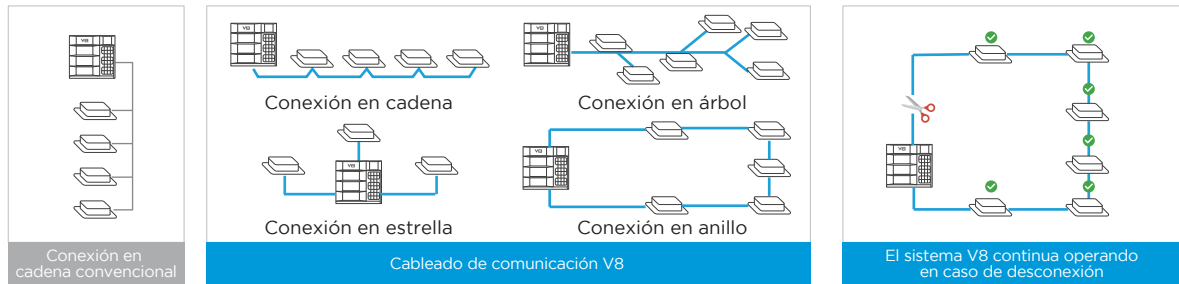 V8
Conexión en
cadena convencional
V8
Conexión en cadena
V8
Conexión en árbol
V8
Conexión en estrella
V8
Conexión en anillo
Cableado de comunicación V8
V8
El sistema V8 continua operando
en caso de desconexión